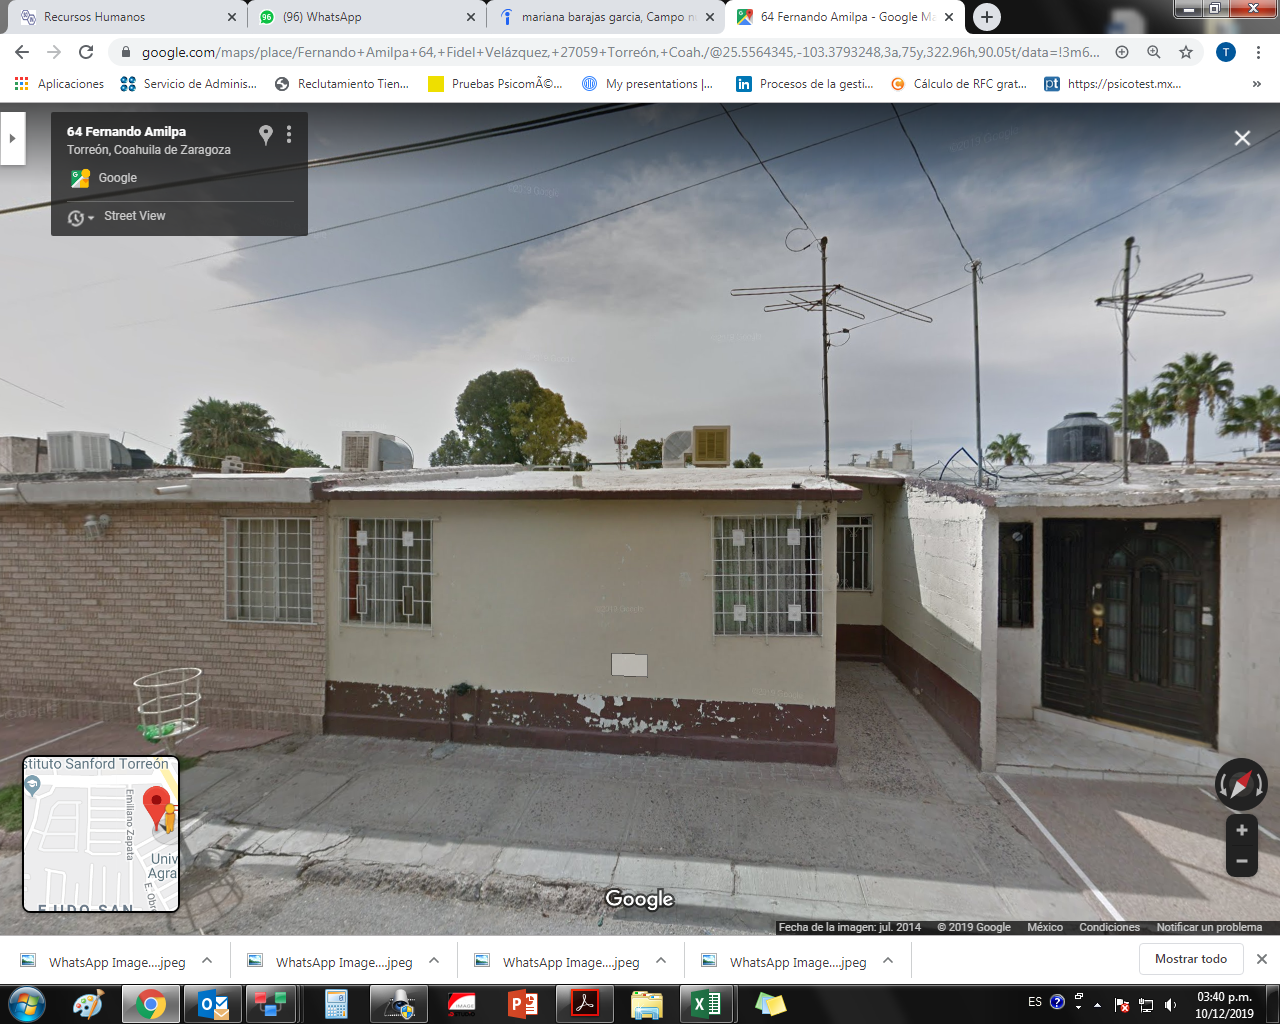 Recursos Humanos
(96) WhatsApp
mariana barajas garcia, Campo n
64 Fernando Amilpa - Google Ma
google.com/maps/place/Fernando+Amilpa+64,+Fidel+Velázquez,+27059+Torreón,+Coah./@25.5564345,-103.3793248,3a,75y,322.96h,90.05t/data=!3m6...
T
Aplicaciones
Servicio de Adminis...
Reclutamiento Tien...
Pruebas PsicomÃ©...
My presentations |...
Procesos de la gesti...
Cálculo de RFC grat...
https://psicotest.mx...
»
64 Fernando Amilpa
Torreón, Coahuila de Zaragoza
Google
Street View
stituto Sanford Torreón
Emiliano Zapata
Univ
Agra
E. Obre
EJIDO SAN
Google
Fecha de la imagen: jul. 2014
© 2019 Google
México
Condiciones
Notificar un problema
WhatsApp Image....jpeg
WhatsApp Image....jpeg
WhatsApp Image....jpeg
WhatsApp Image....jpeg
Mostrar todo
ES
03:40 p.m.
10/12/2019